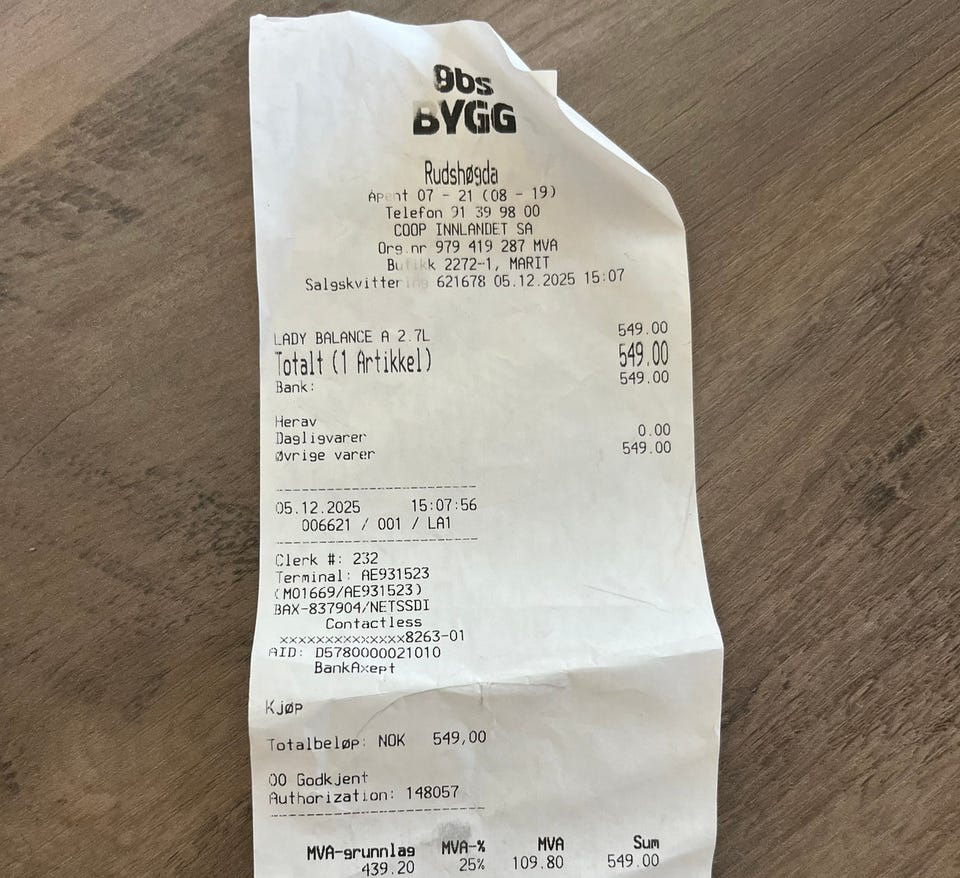 9bs
BYGG
Rudshøgda
Åpent 07 - 21 (08 - 19)
Telefon 91 39 98 00
COOP INNLANDET SA
Org.nr 979 419 287 MVA
Butikk 2272-1, MARIT
Salgskvittering 621678 05.12.2025 15:07
LADY BALANCE A 2.7L 549.00
Totalt (1 Artikkel) 549.00
Bank: 549.00
Herav
Dagligvarer 0.00
Øvrige varer 549.00
05.12.2025 15:07:56
006621 / 001 / LA1
Clerk #: 232
Terminal: AE931523
(M01669/AE931523)
BAX-837904/NETSSDI
Contactless
xxxxxxxxxxxxxxx8263-01
AID: D5780000021010
BankAxept
Kjøp
Totalbeløp: NOK 549,00
00 Godkjent
Authorization: 148057
MVA-grunnlag MVA-% MVA Sum
439.20 25% 109.80 549.00